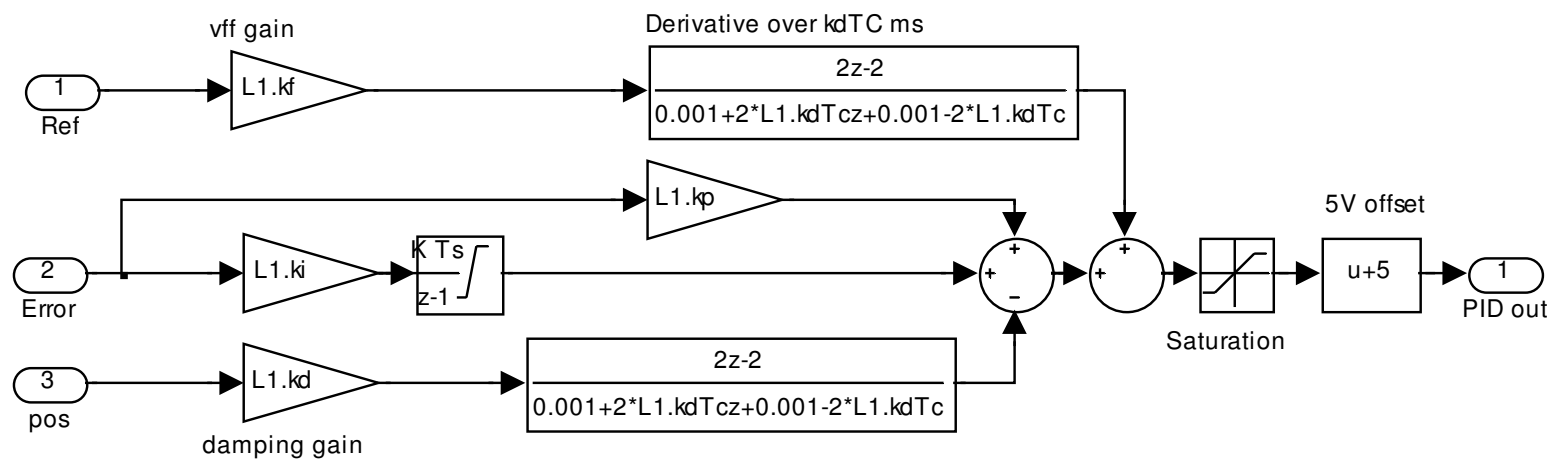 vff gain
Derivative over kdTC ms
1
Ref
L1.kf
2z-2
0.001+2*L1.kdTcz+0.001-2*L1.kdTc
L1.kp
+
+
5V offset
2
Error
L1.ki
K Ts
z-1
+
−
+
Saturation
u+5
1
PID out
3
pos
L1.kd
damping gain
2z-2
0.001+2*L1.kdTcz+0.001-2*L1.kdTc